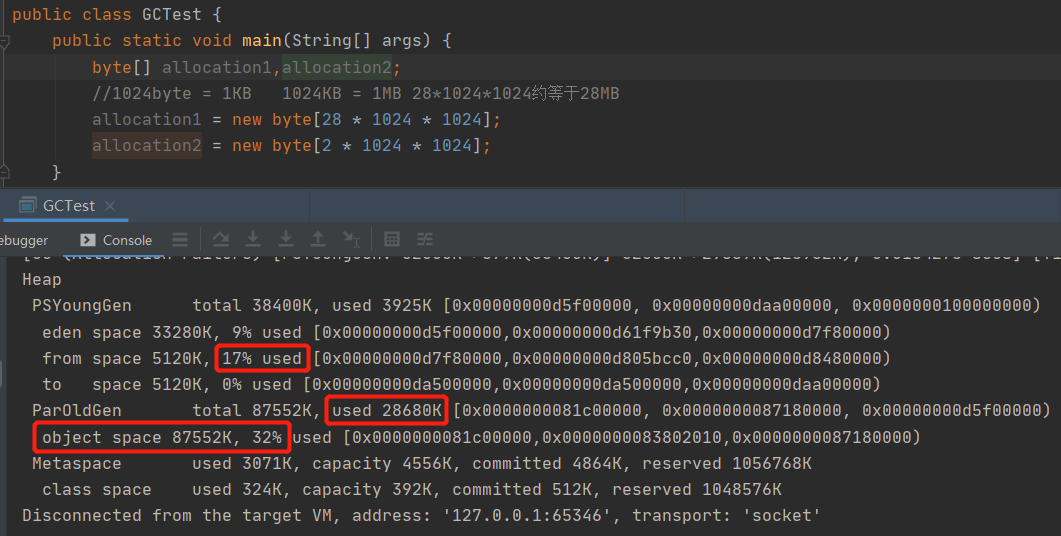 public class GCTest {
public static void main(String[] args) {
byte[] allocation1,allocation2;
//1024byte = 1KB 1024KB = 1MB 28*1024*1024约等于28MB
allocation1 = new byte[28 * 1024 * 1024];
allocation2 = new byte[2 * 1024 * 1024];
}
GCTest
ebugger Console
Heap
PSYoungGen total 38400K, used 3925K [0x00000000d5f00000, 0x00000000daa00000, 0x0000000100000000)
eden space 33280K, 9% used [0x00000000d5f00000,0x00000000d61f9b30,0x00000000d7f80000)
from space 5120K, 17% used [0x00000000d7f80000,0x00000000d805bcc0,0x00000000d8480000)
to space 5120K, 0% used [0x00000000da500000,0x00000000da500000,0x00000000daa00000)
ParOldGen total 87552K, used 28680K [0x0000000081c00000, 0x0000000087180000, 0x00000000d5f00000)
object space 87552K, 32% used [0x0000000081c00000,0x0000000083802010,0x0000000087180000)
Metaspace used 3071K, capacity 4556K, committed 4864K, reserved 1056768K
class space used 324K, capacity 392K, committed 512K, reserved 1048576K
Disconnected from the target VM, address: '127.0.0.1:65346', transport: 'socket'